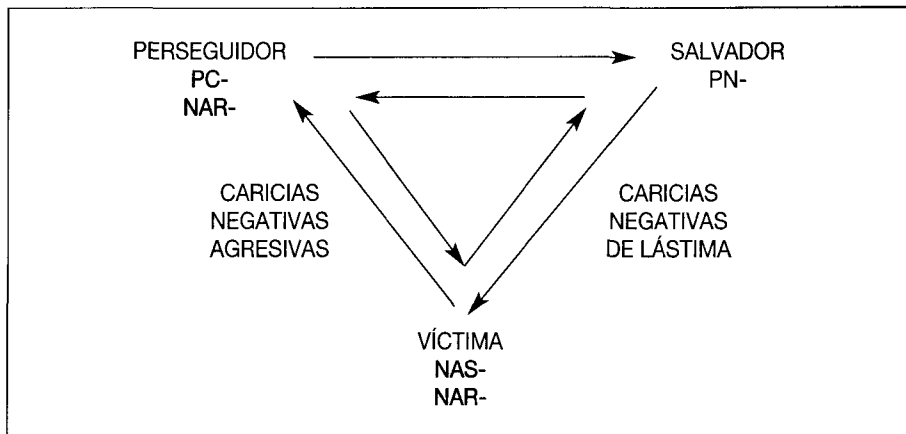 PERSEGUIDOR
PC-
NAR-
SALVADOR
PN-
CARICIAS
NEGATIVAS
AGRESIVAS
CARICIAS
NEGATIVAS
DE LÁSTIMA
VÍCTIMA
NAS-
NAR-